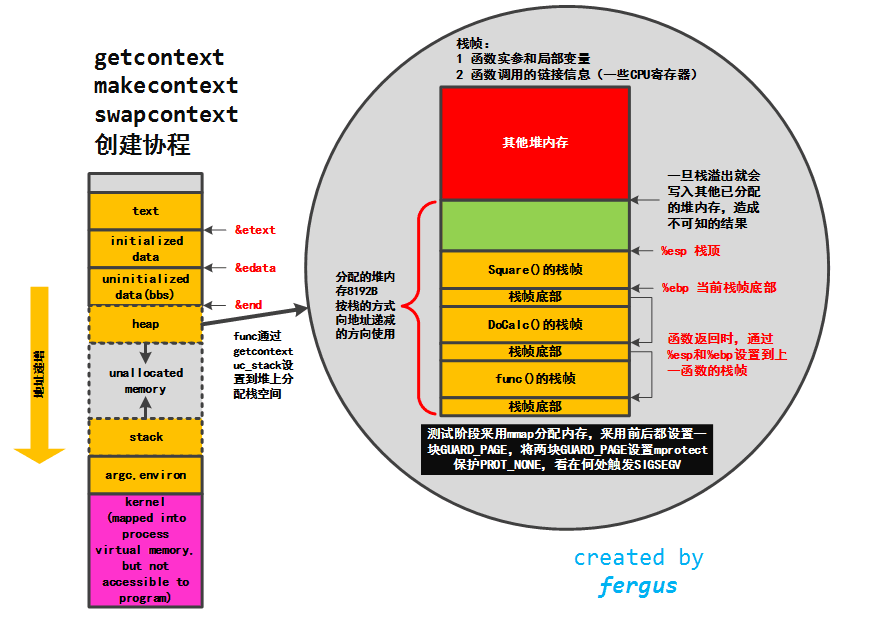 getcontext
makecontext
swapcontext
创建协程
text
initialized
data
uninitialized
data(bbs)
heap
unallocated
memory
stack
argc.environ
kernel
(mapped into
process
virtual memory.
but not
accessible to
program)
&etext
&edata
&end
地址递增
func通过
getcontext
uc_stack设
置到堆上分
配栈空间
栈帧:
1 函数实参和局部变量
2 函数调用的链接信息（一些CPU寄存器）
其他堆内存
Square()的栈帧
栈帧底部
DoCalc()的栈帧
栈帧底部
func()的栈帧
栈帧底部
分配的堆内
存8192B
按栈的方式
向地址递减
的方向使用
一旦栈溢出就会
写入其他已分配
的堆内存，造成
不可知的结果
%esp 栈顶
%ebp 当前栈帧底部
函数返回时，通过
%esp和%ebp设置到上
一函数的栈帧
测试阶段采用mmap分配内存，采用前后都设置一
块GUARD_PAGE，将两块GUARD_PAGE设置mprotect
保护PROT_NONE，看在何处触发SIGSEGV
created by
fergus